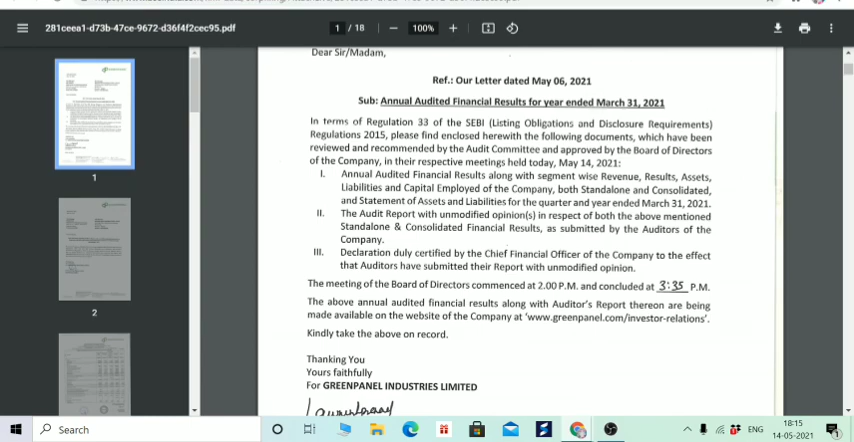 281ceea1-d73b-47ce-9672-d36f4f2cec95.pdf
1 / 18
100%
Dear Sir/Madam,
Ref.: Our Letter dated May 06, 2021
Sub: Annual Audited Financial Results for year ended March 31, 2021
In terms of Regulation 33 of the SEBI (Listing Obligations and Disclosure Requirements)
Regulations 2015, please find enclosed herewith the following documents, which have been
reviewed and recommended by the Audit Committee and approved by the Board of Directors
of the Company, in their respective meetings held today, May 14, 2021:
I. Annual Audited Financial Results along with segment wise Revenue, Results, Assets,
Liabilities and Capital Employed of the Company, both Standalone and Consolidated,
and Statement of Assets and Liabilities for the quarter and year ended March 31, 2021.
II. The Audit Report with unmodified opinion(s) in respect of both the above mentioned
Standalone & Consolidated Financial Results, as submitted by the Auditors of the
Company.
III. Declaration duly certified by the Chief Financial Officer of the Company to the effect
that Auditors have submitted their Report with unmodified opinion.
The meeting of the Board of Directors commenced at 2.00 P.M. and concluded at 3:35 P.M.
The above annual audited financial results along with Auditor's Report thereon are being
made available on the website of the Company at 'www.greenpanel.com/investor-relations'.
Kindly take the above on record.
Thanking You
Yours faithfully
For GREENPANEL INDUSTRIES LIMITED
1
2
Search
ENG
18:15
14-05-2021